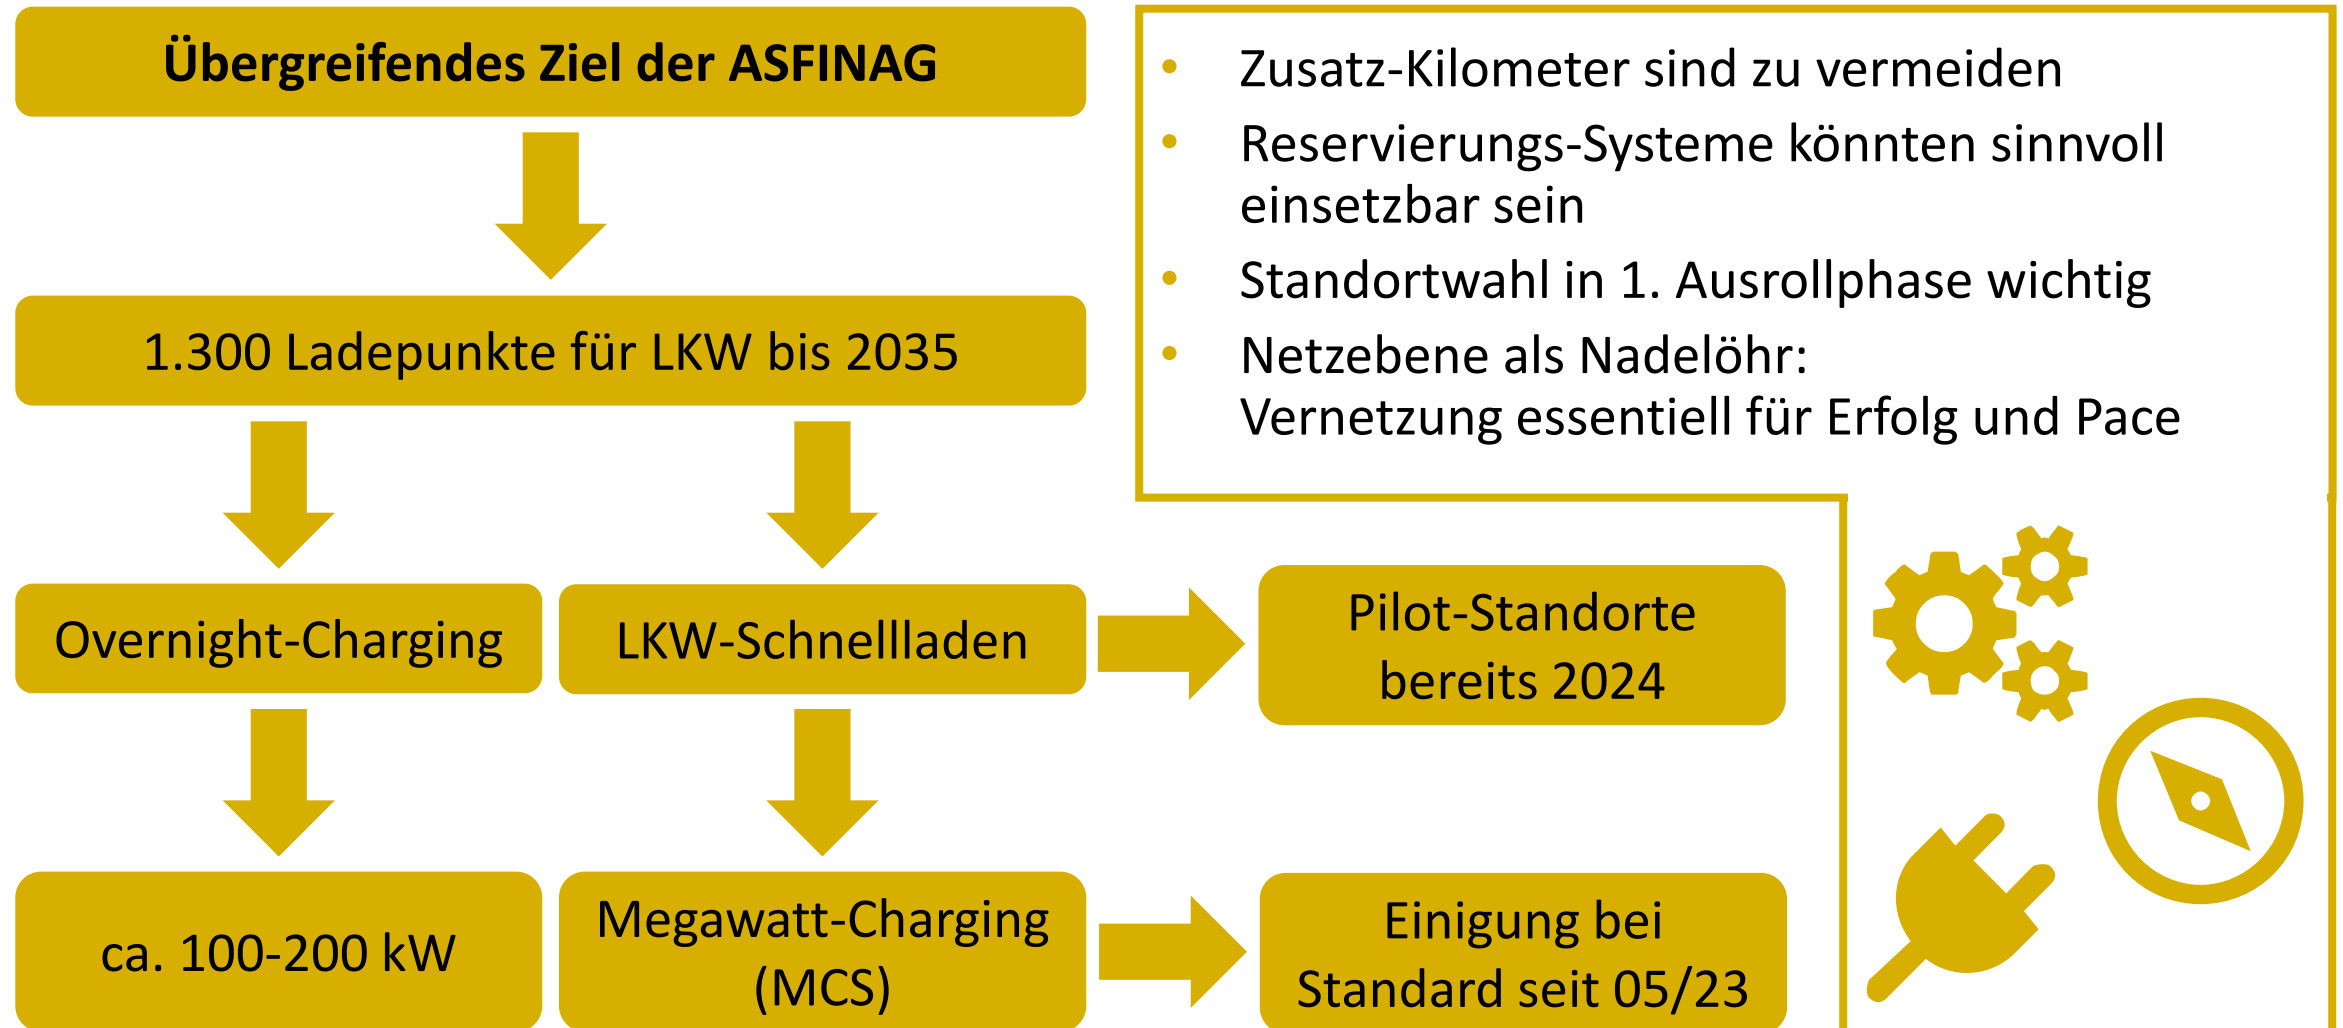 Übergreifendes Ziel der ASFINAG
1.300 Ladepunkte für LKW bis 2035
Overnight-Charging
LKW-Schnellladen
Pilot-Standorte
bereits 2024
ca. 100-200 kW
Megawatt-Charging
(MCS)
Einigung bei
Standard seit 05/23
• Zusatz-Kilometer sind zu vermeiden
• Reservierungs-Systeme könnten sinnvoll
einsetzbar sein
• Standortwahl in 1. Ausrollphase wichtig
• Netzebene als Nadelöhr:
Vernetzung essentiell für Erfolg und Pace